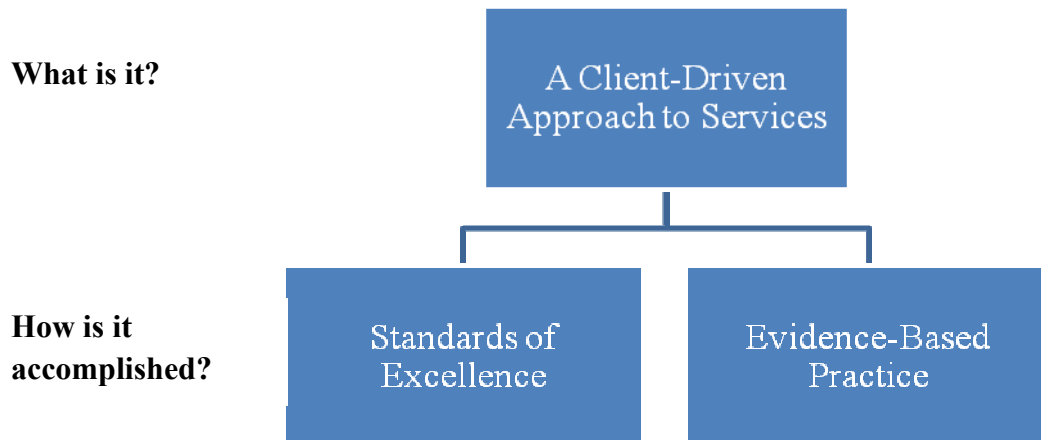 What is it?
A Client-Driven
Approach to Services
How is it
accomplished?
Standards of
Excellence
Evidence-Based
Practice